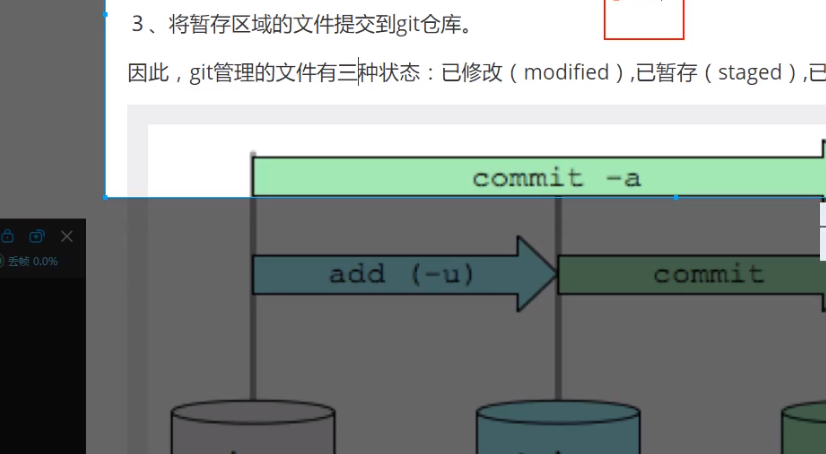 3、将暂存区域的文件提交到git仓库。
因此，git管理的文件有三种状态：已修改（modified）,已暂存（staged）,已
commit -a
丢帧 0.0%
add (-u)
commit